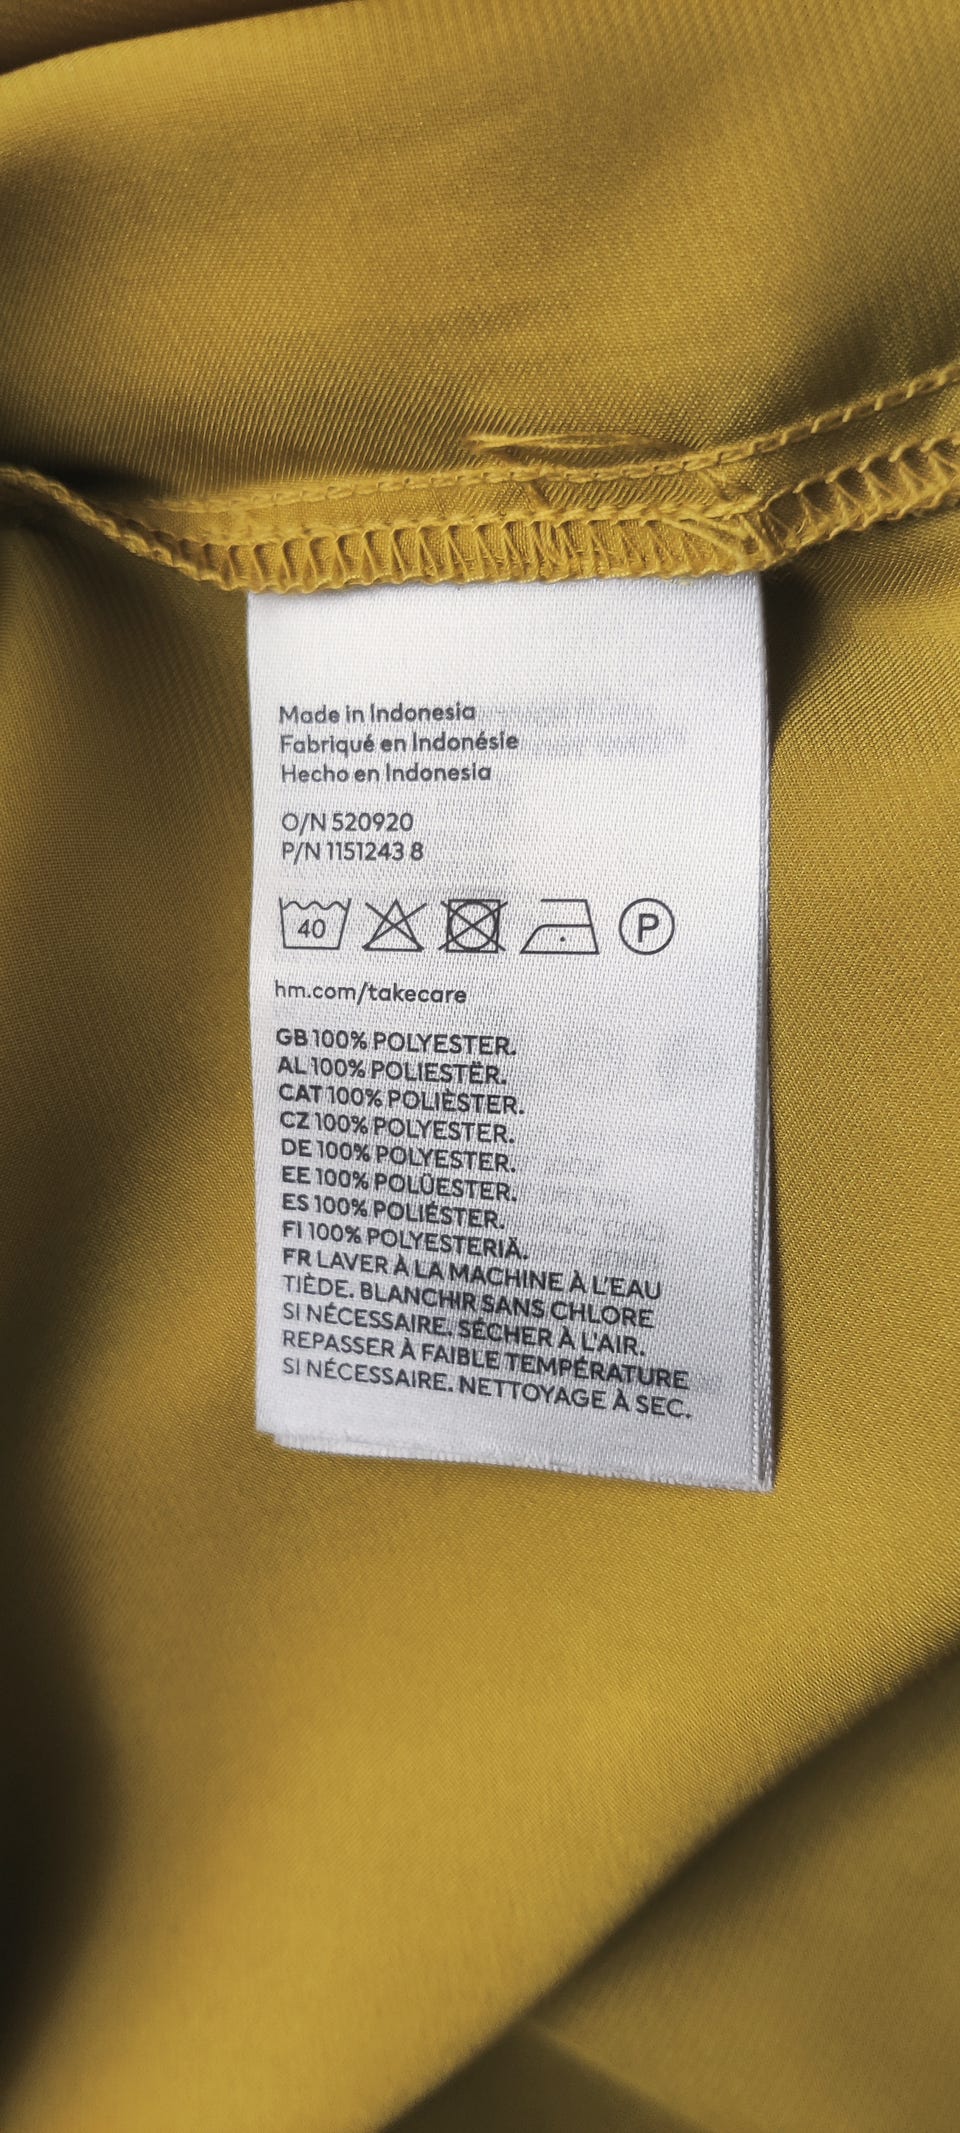 Made in Indonesia
Fabriqué en Indonésie
Hecho en Indonesia
O/N 520920
P/N 1151243 8
40 P
hm.com/takecare
GB 100% POLYESTER.
AL 100% POLIESTËR.
CAT 100% POLIÈSTER.
CZ 100% POLYESTER.
DE 100% POLYESTER.
EE 100% POLÜESTER.
ES 100% POLIÉSTER.
FI 100% POLYESTERIÄ.
FR LAVER À LA MACHINE À L'EAU
TIÈDE. BLANCHIR SANS CHLORE
SI NÉCESSAIRE. SÉCHER À L'AIR.
REPASSER À FAIBLE TEMPÉRATURE
SI NÉCESSAIRE. NETTOYAGE À SEC.